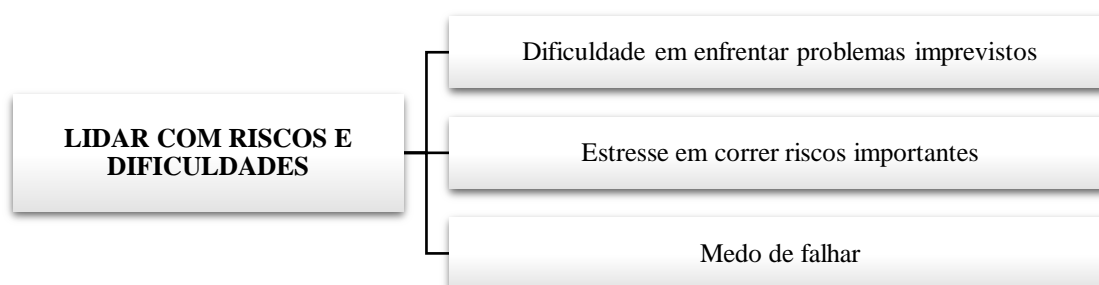 LIDAR COM RISCOS E
DIFICULDADES
Dificuldade em enfrentar problemas imprevistos
Estresse em correr riscos importantes
Medo de falhar